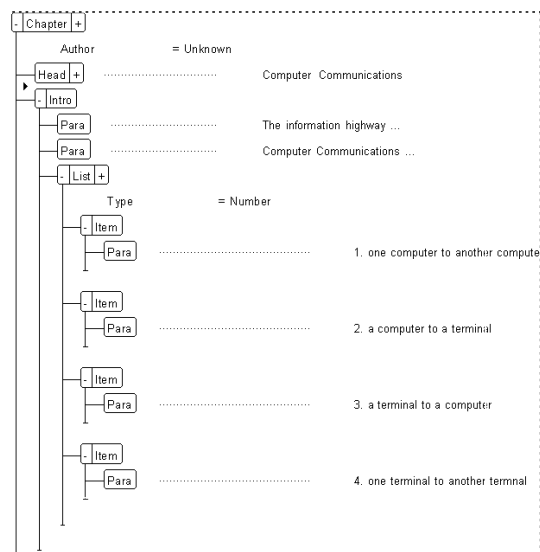 - Chapter +
Author = Unknown
Head + Computer Communications
- Intro
Para The information highway ...
Para Computer Communications ...
- List +
Type = Number
- Item
Para 1. one computer to another compute
- Item
Para 2. a computer to a terminal
- Item
Para 3. a terminal to a computer
- Item
Para 4. one terminal to another termnal